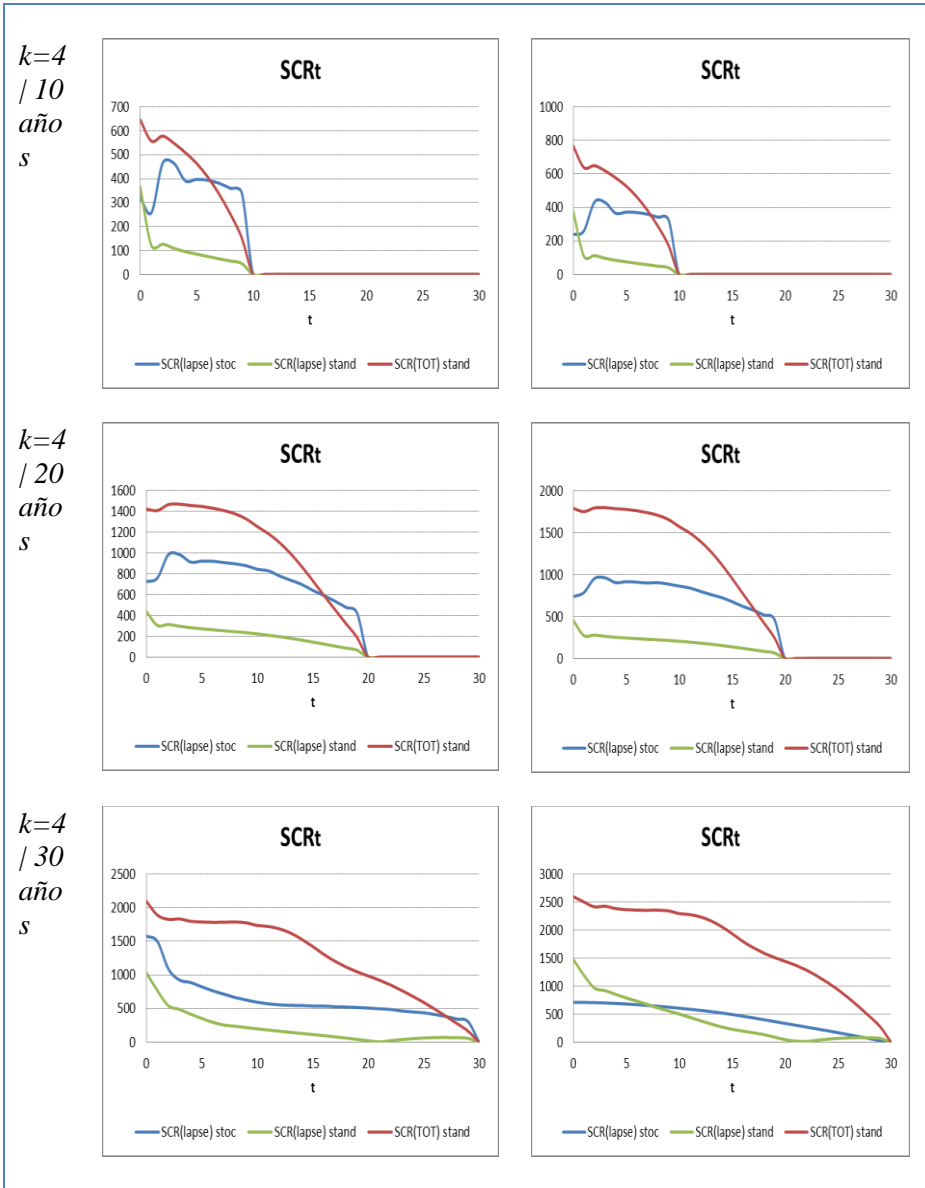 k=4
| 10
año
s
SCRt
700
600
500
400
300
200
100
0
0 5 10 15 20 25 30
t
SCR(lapse) stoc SCR(lapse) stand SCR(TOT) stand
SCRt
1000
800
600
400
200
0
0 5 10 15 20 25 30
t
SCR(lapse) stoc SCR(lapse) stand SCR(TOT) stand
k=4
| 20
año
s
SCRt
1600
1400
1200
1000
800
600
400
200
0
0 5 10 15 20 25 30
t
SCR(lapse) stoc SCR(lapse) stand SCR(TOT) stand
SCRt
2000
1500
1000
500
0
0 5 10 15 20 25 30
t
SCR(lapse) stoc SCR(lapse) stand SCR(TOT) stand
k=4
| 30
año
s
SCRt
2500
2000
1500
1000
500
0
0 5 10 15 20 25 30
t
SCR(lapse) stoc SCR(lapse) stand SCR(TOT) stand
SCRt
3000
2500
2000
1500
1000
500
0
0 5 10 15 20 25 30
t
SCR(lapse) stoc SCR(lapse) stand SCR(TOT) stand